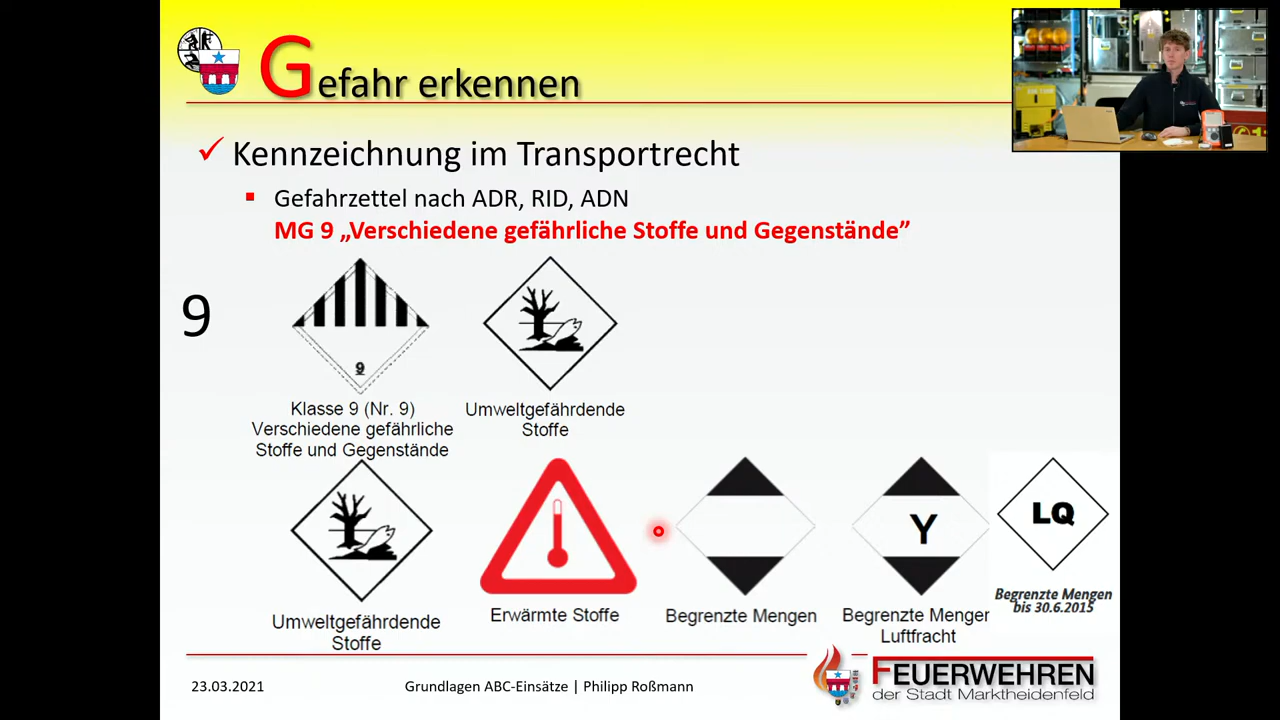 Gefahr erkennen
Kennzeichnung im Transportrecht
Gefahrzettel nach ADR, RID, ADN
MG 9 „Verschiedene gefährliche Stoffe und Gegenstände”
9
9
Klasse 9 (Nr. 9)
Verschiedene gefährliche
Stoffe und Gegenstände
Umweltgefährdende
Stoffe
Umweltgefährdende
Stoffe
Erwärmte Stoffe
Begrenzte Mengen
Y
Begrenzte Menger
Luftfracht
LQ
Begrenzte Mengen
bis 30.6.2015
23.03.2021
Grundlagen ABC-Einsätze | Philipp Roßmann
FEUERWEHREN
der Stadt Marktheidenfeld